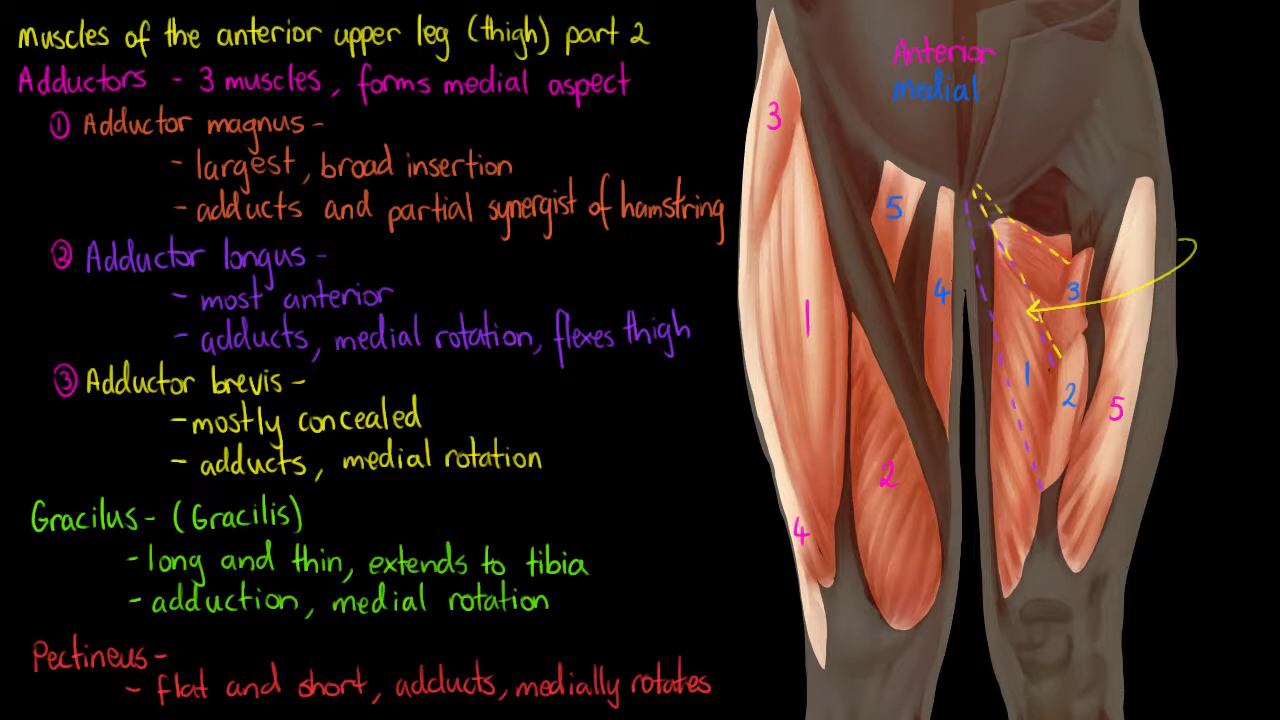 Muscles of the anterior upper leg (thigh) part 2
Adductors - 3 muscles, forms medial aspect
① Adductor magnus -
- largest, broad insertion
- adducts and partial synergist of hamstring
② Adductor longus -
- most anterior
- adducts, medial rotation, flexes thigh
③ Adductor brevis -
- mostly concealed
- adducts, medial rotation
Gracilus - (Gracilis)
- long and thin, extends to tibia
- adduction, medial rotation
Pectineus -
- flat and short, adducts, medially rotates
Anterior
medial
3
5
4
1
2
4
3
1
2
5